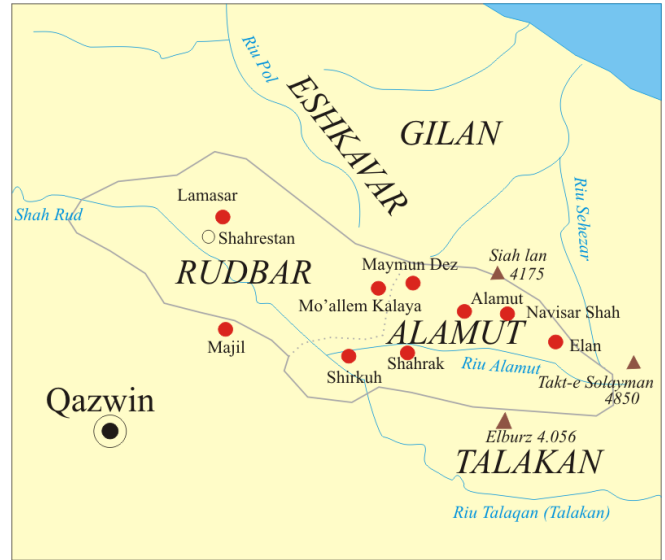 Riu Pol
ESHKAVAR
GILAN
Riu Sehezar
Lamasar
Shah Rud
Shahrestan
Siah lan
4175
RUDBAR
Maymun Dez
Mo’allem Kalaya
Alamut
Navisar Shah
ALAMUT
Majil
Elan
Shahrak
Riu Alamut
Shirkuh
Takt-e Solayman
4850
Qazwin
Elburz 4.056
TALAKAN
Riu Talaqan (Talakan)